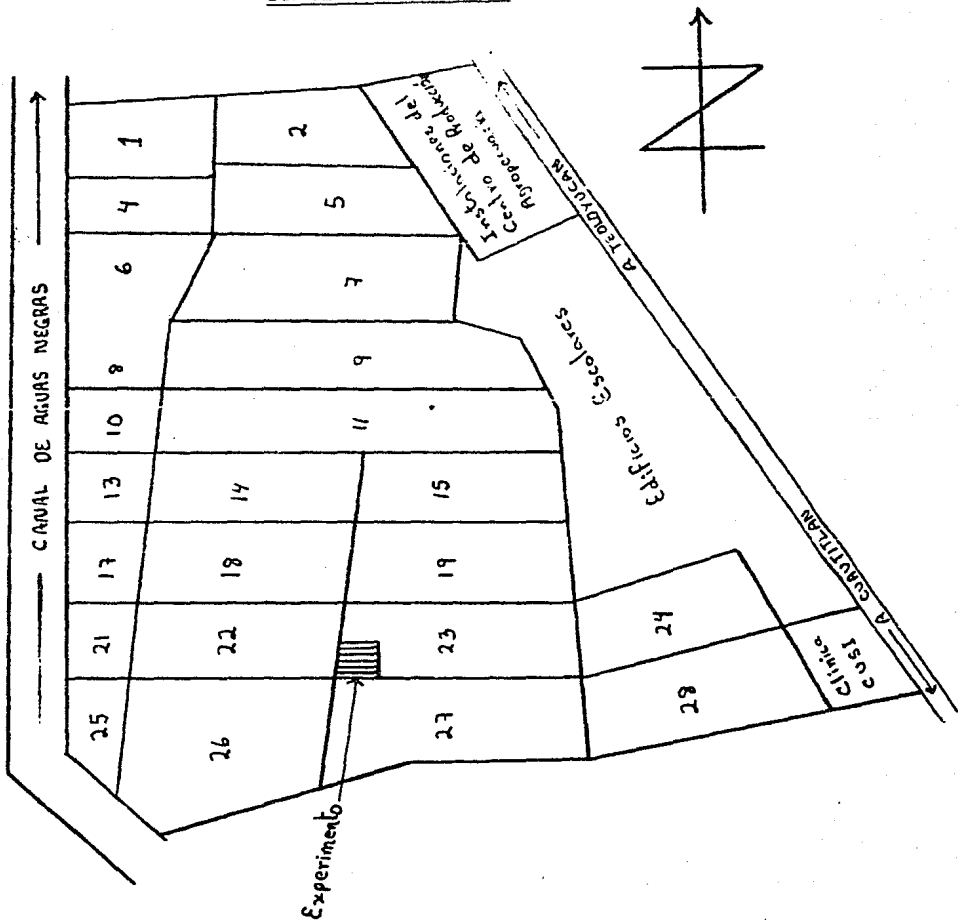 CANAL DE AGUAS NEGRAS
1
2
4
5
6
7
8
9
10
11
13
14
15
17
18
19
21
22
23
24
25
26
27
28
Instalaciones del
Centro de Producción
Edificios Escolares
A TEOLOYUCAN
A CUAUTITLAN
Clinica
CUSI
Experimento
N